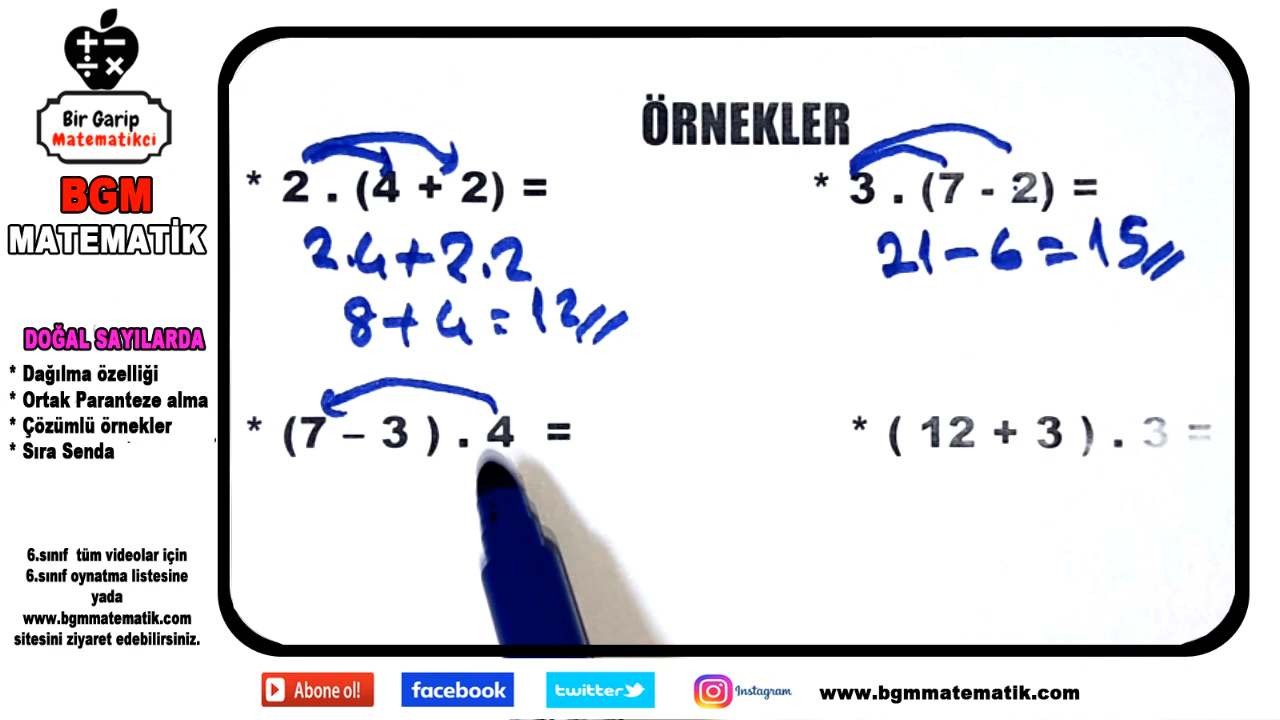 Bir Garip
Matematikci
BGM
MATEMATİK
DOĞAL SAYILARDA
* Dağılma özelliği
* Ortak Paranteze alma
* Çözümlü örnekler
* Sıra Senda
6.sınıf tüm videolar için
6.sınıf oynatma listesine
yada
www.bgmmatematik.com
sitesini ziyaret edebilirsiniz.
ÖRNEKLER
* 2 . (4 + 2) =
2.4+2.2
8+4=12//
* 3 . (7 - 2) =
21-6=15//
* (7 – 3 ) . 4 =
* ( 12 + 3 ) . 3 =
Abone ol!
facebook
twitter
Instagram
www.bgmmatematik.com